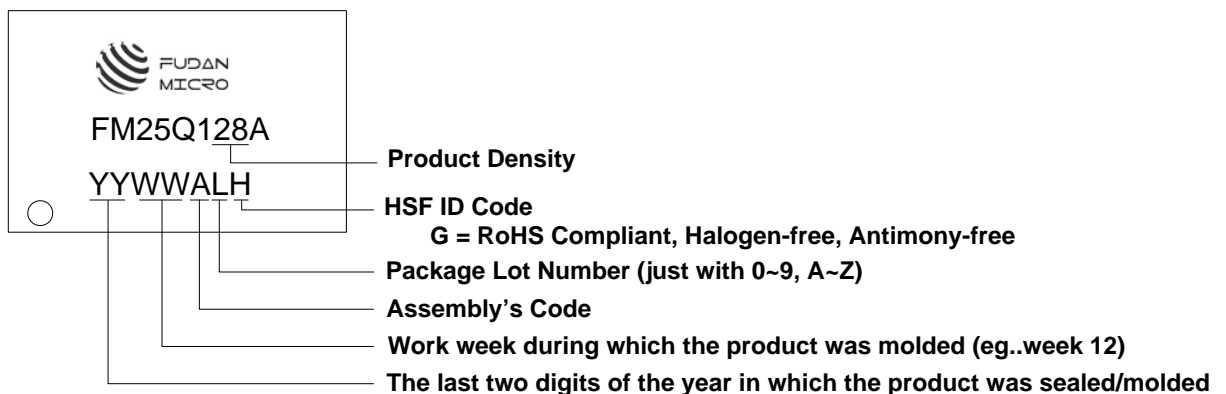 FUDAN
MICRO
FM25Q128A
YYWWALH
Product Density
HSF ID Code
G = RoHS Compliant, Halogen-free, Antimony-free
Package Lot Number (just with 0~9, A~Z)
Assembly's Code
Work week during which the product was molded (eg..week 12)
The last two digits of the year in which the product was sealed/molded